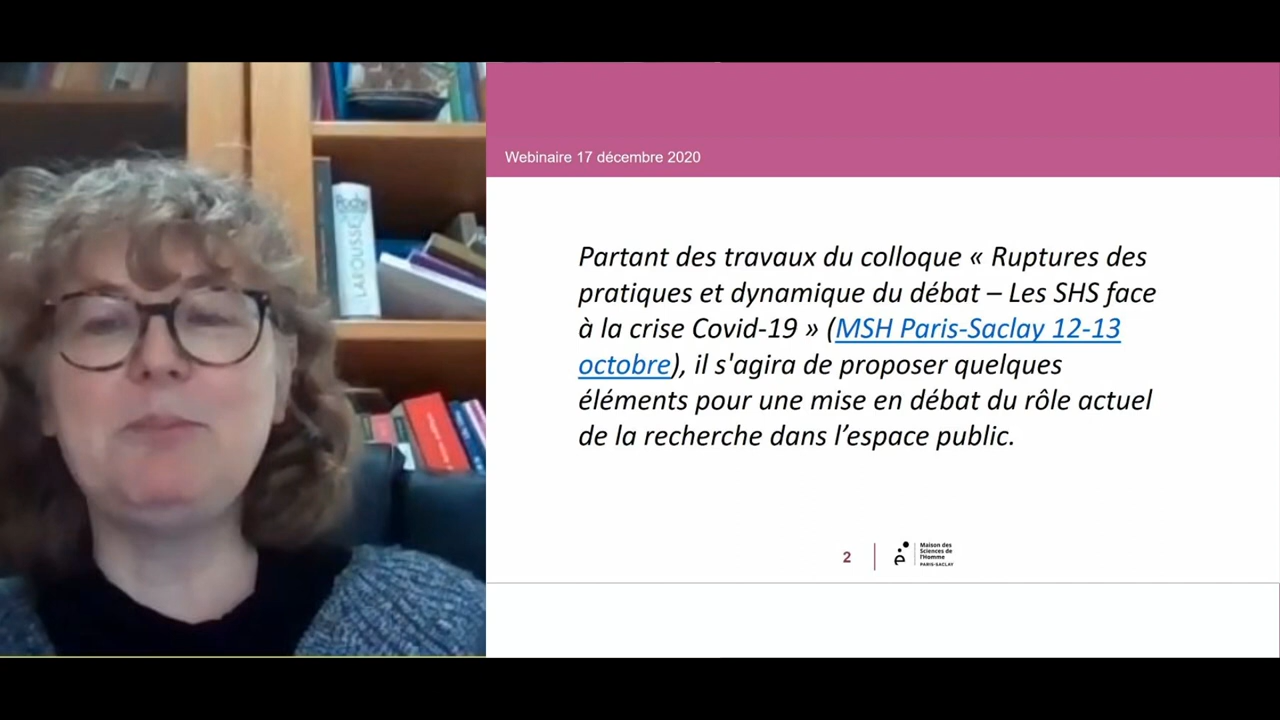 Poche
LAROUSSE
Webinaire 17 décembre 2020
Partant des travaux du colloque « Ruptures des
pratiques et dynamique du débat – Les SHS face
à la crise Covid-19 » (MSH Paris-Saclay 12-13
octobre), il s'agira de proposer quelques
éléments pour une mise en débat du rôle actuel
de la recherche dans l’espace public.
2
Maison des
Sciences de
l'Homme
PARIS-SACLAY